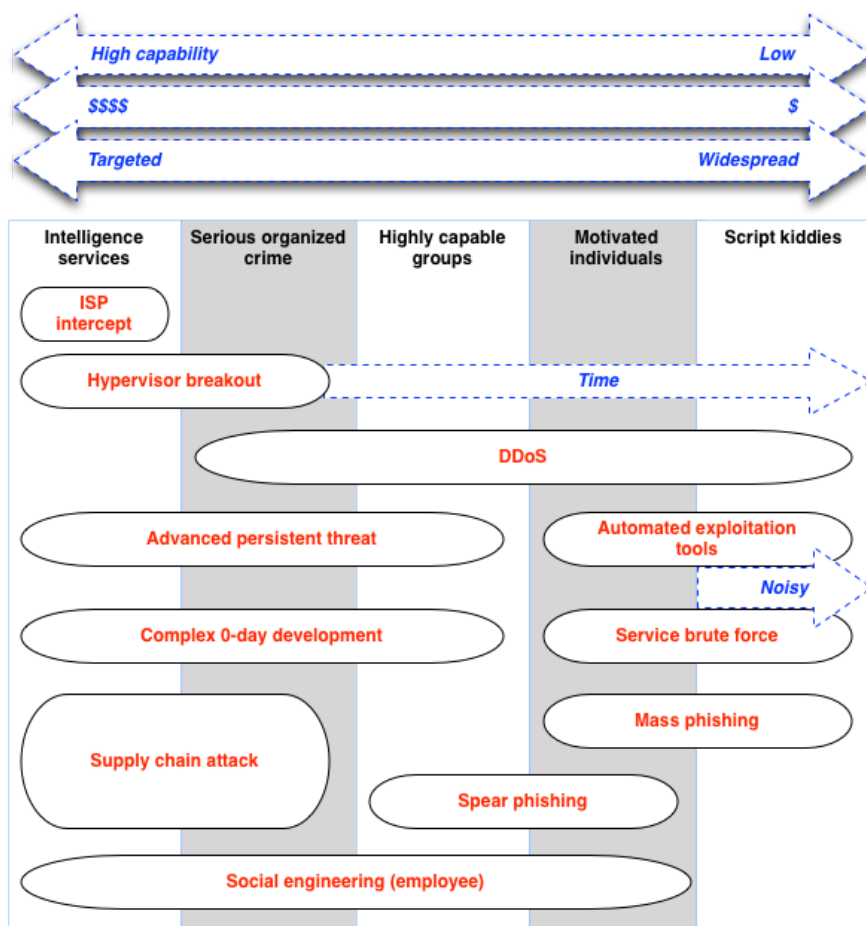 High capability Low
$$$$ $
Targeted Widespread
Intelligence services
Serious organized crime
Highly capable groups
Motivated individuals
Script kiddies
ISP
intercept
Hypervisor breakout
Time
DDoS
Advanced persistent threat
Automated exploitation
tools
Noisy
Complex 0-day development
Service brute force
Mass phishing
Supply chain attack
Spear phishing
Social engineering (employee)